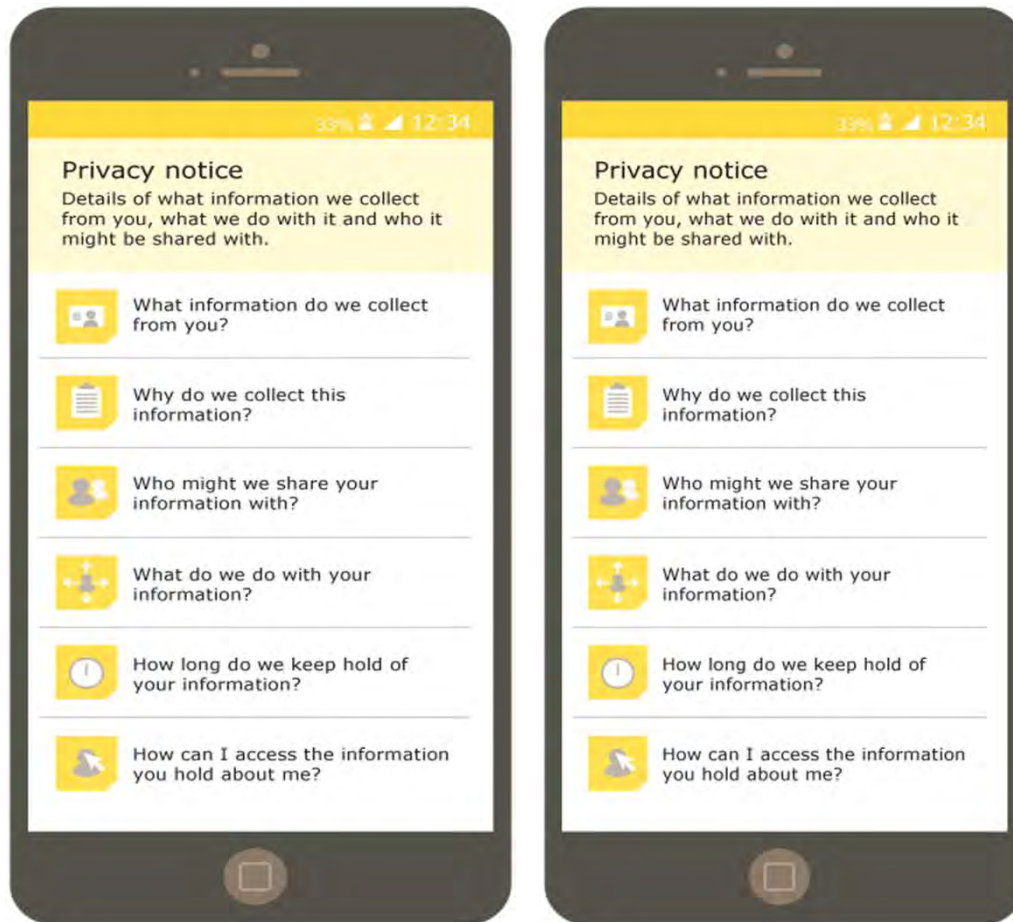 33% 12:34
Privacy notice
Details of what information we collect
from you, what we do with it and who it
might be shared with.
What information do we collect
from you?
Why do we collect this
information?
Who might we share your
information with?
What do we do with your
information?
How long do we keep hold of
your information?
How can I access the information
you hold about me?
33% 12:34
Privacy notice
Details of what information we collect
from you, what we do with it and who it
might be shared with.
What information do we collect
from you?
Why do we collect this
information?
Who might we share your
information with?
What do we do with your
information?
How long do we keep hold of
your information?
How can I access the information
you hold about me?